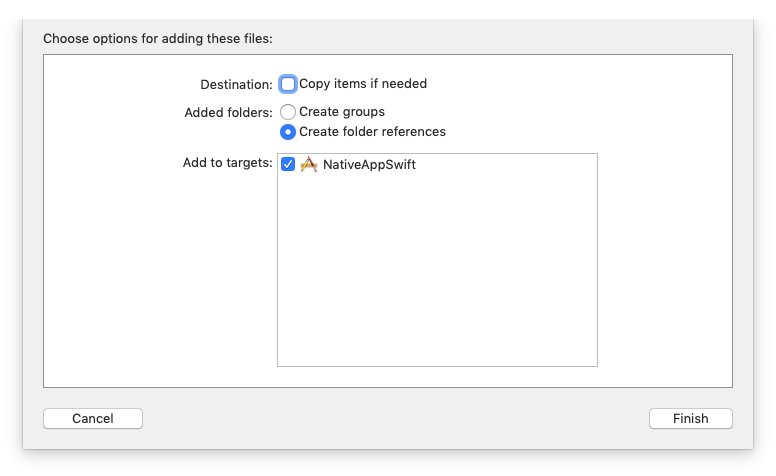 Choose options for adding these files:
Destination: Copy items if needed
Added folders: Create groups
Create folder references
Add to targets: NativeAppSwift
Cancel Finish